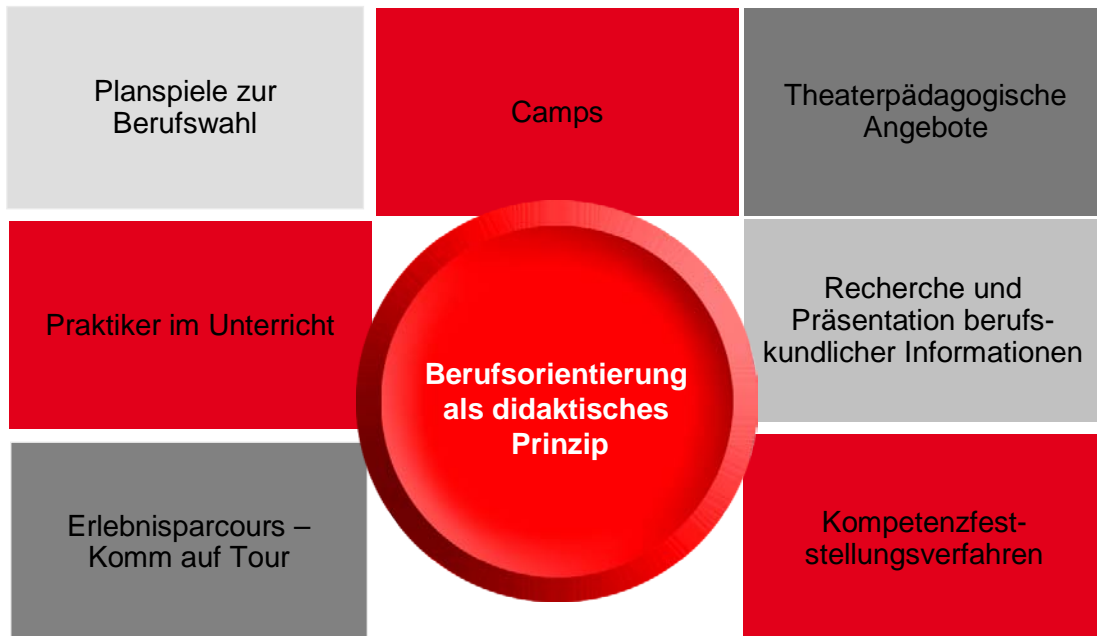 Planspiele zur
Berufswahl
Camps
Theaterpädagogische
Angebote
Praktiker im Unterricht
Berufsorientierung
als didaktisches
Prinzip
Recherche und
Präsentation berufs-
kundlicher Informationen
Erlebnisparcours –
Komm auf Tour
Kompetenzfest-
stellungsverfahren